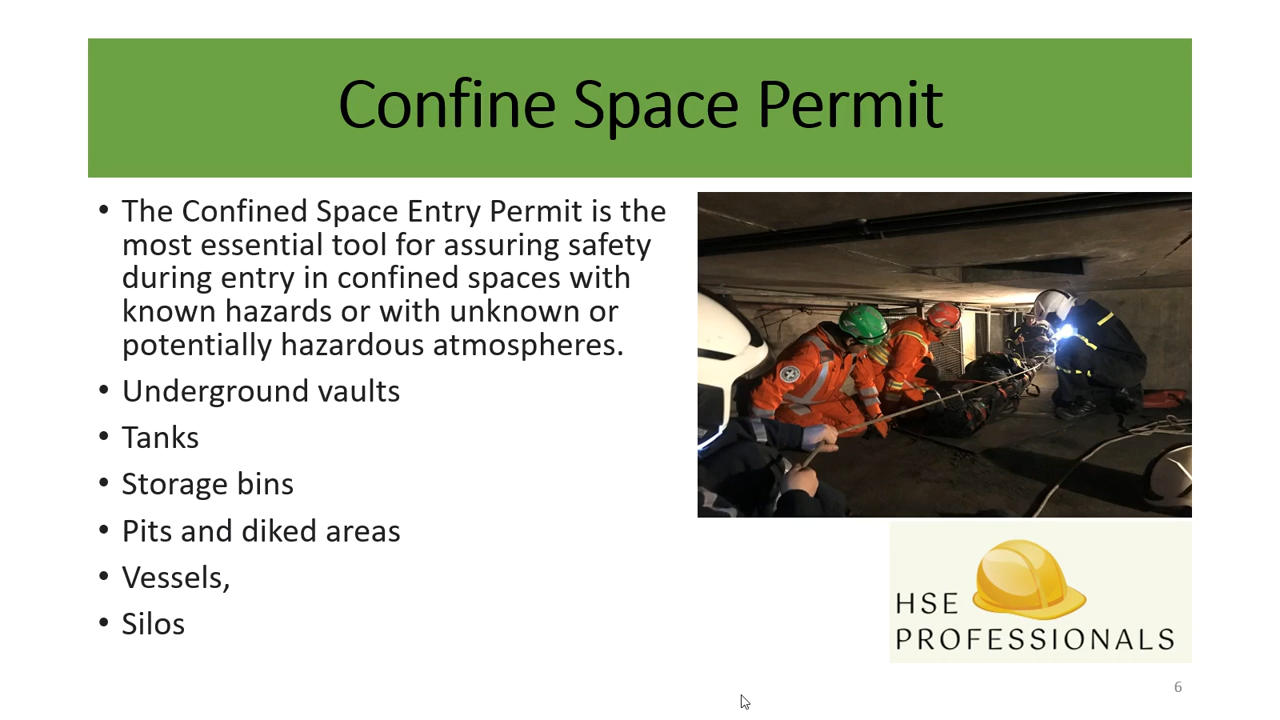 Confine Space Permit
• The Confined Space Entry Permit is the
most essential tool for assuring safety
during entry in confined spaces with
known hazards or with unknown or
potentially hazardous atmospheres.
• Underground vaults
• Tanks
• Storage bins
• Pits and diked areas
• Vessels,
• Silos
HSE
PROFESSIONALS
6